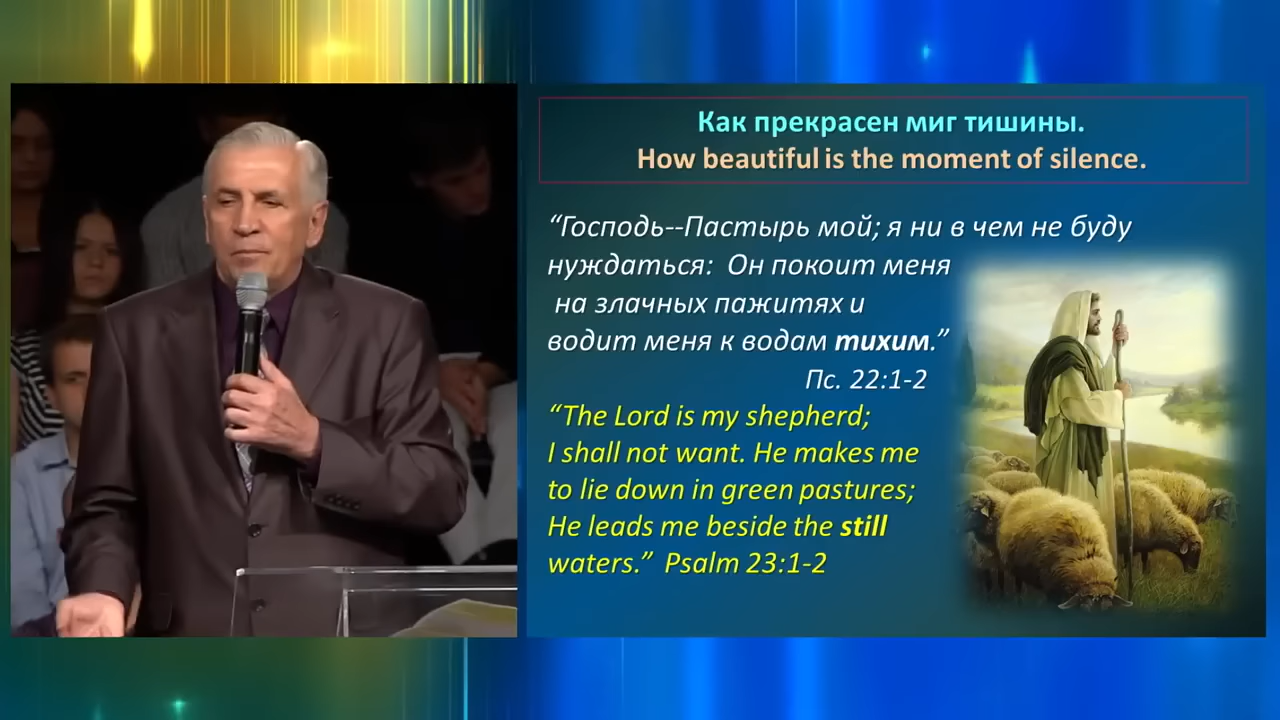 Как прекрасен миг тишины.
How beautiful is the moment of silence.
“Господь--Пастырь мой; я ни в чем не буду
нуждаться: Он покоит меня
на злачных пажитях и
водит меня к водам тихим.”
Пс. 22:1-2
“The Lord is my shepherd;
I shall not want. He makes me
to lie down in green pastures;
He leads me beside the still
waters.” Psalm 23:1-2